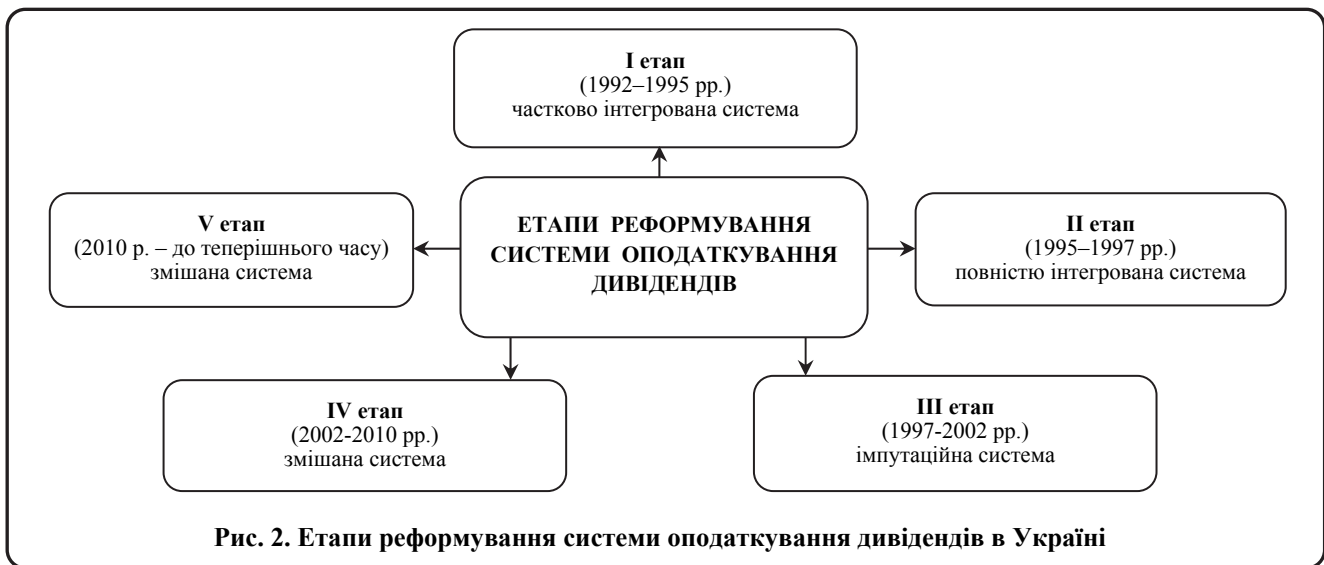 I етап
(1992–1995 рр.)
частково інтегрована система
V етап
(2010 р. – до теперішнього часу)
змішана система
ЕТАПИ РЕФОРМУВАННЯ
СИСТЕМИ ОПОДАТКУВАННЯ
ДИВІДЕНДІВ
II етап
(1995–1997 рр.)
повністю інтегрована система
IV етап
(2002-2010 рр.)
змішана система
III етап
(1997-2002 рр.)
імпутаційна система
Рис. 2. Етапи реформування системи оподаткування дивідендів в Україні